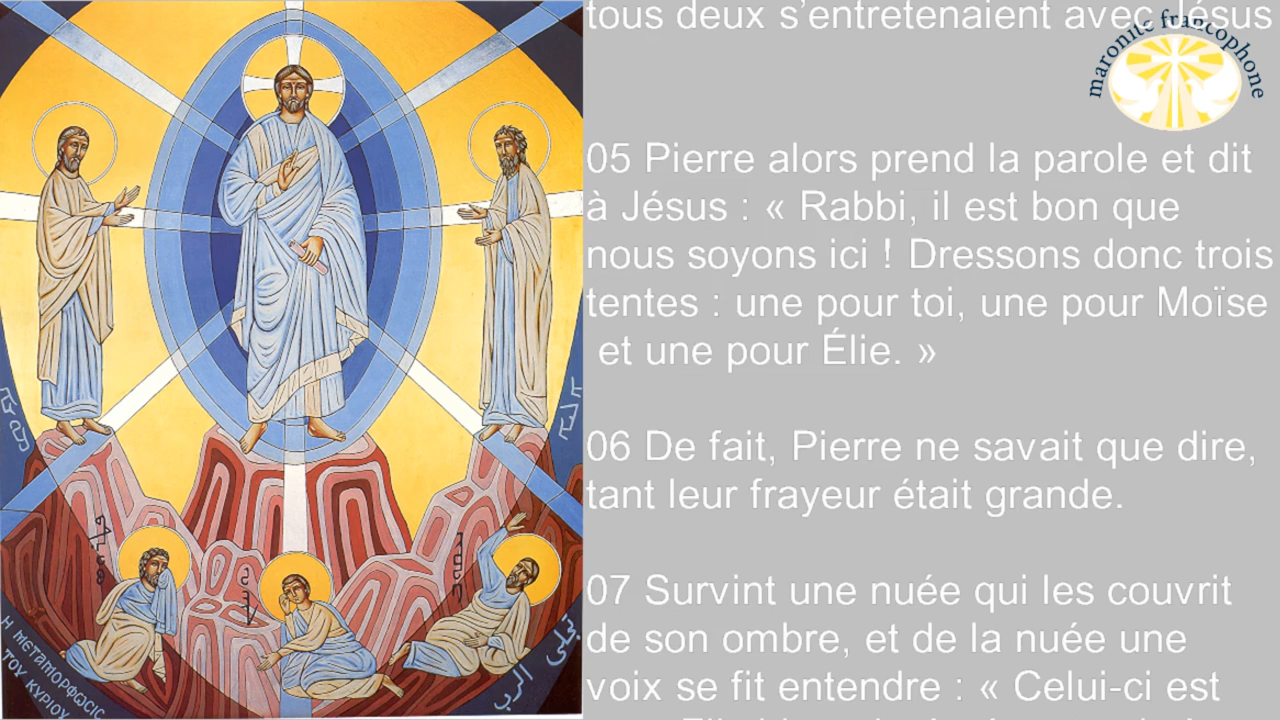 tous deux s’entretenaient avec Jésus
maronite francophone
05 Pierre alors prend la parole et dit
à Jésus : « Rabbi, il est bon que
nous soyons ici ! Dressons donc trois
tentes : une pour toi, une pour Moïse
et une pour Élie. »
06 De fait, Pierre ne savait que dire,
tant leur frayeur était grande.
07 Survint une nuée qui les couvrit
de son ombre, et de la nuée une
voix se fit entendre : « Celui-ci est
Η ΜΕΤΑΜΟΡΦΩCΙC
ΤΟΥ ΚΥΡΙΟΥ
تجلي الرب